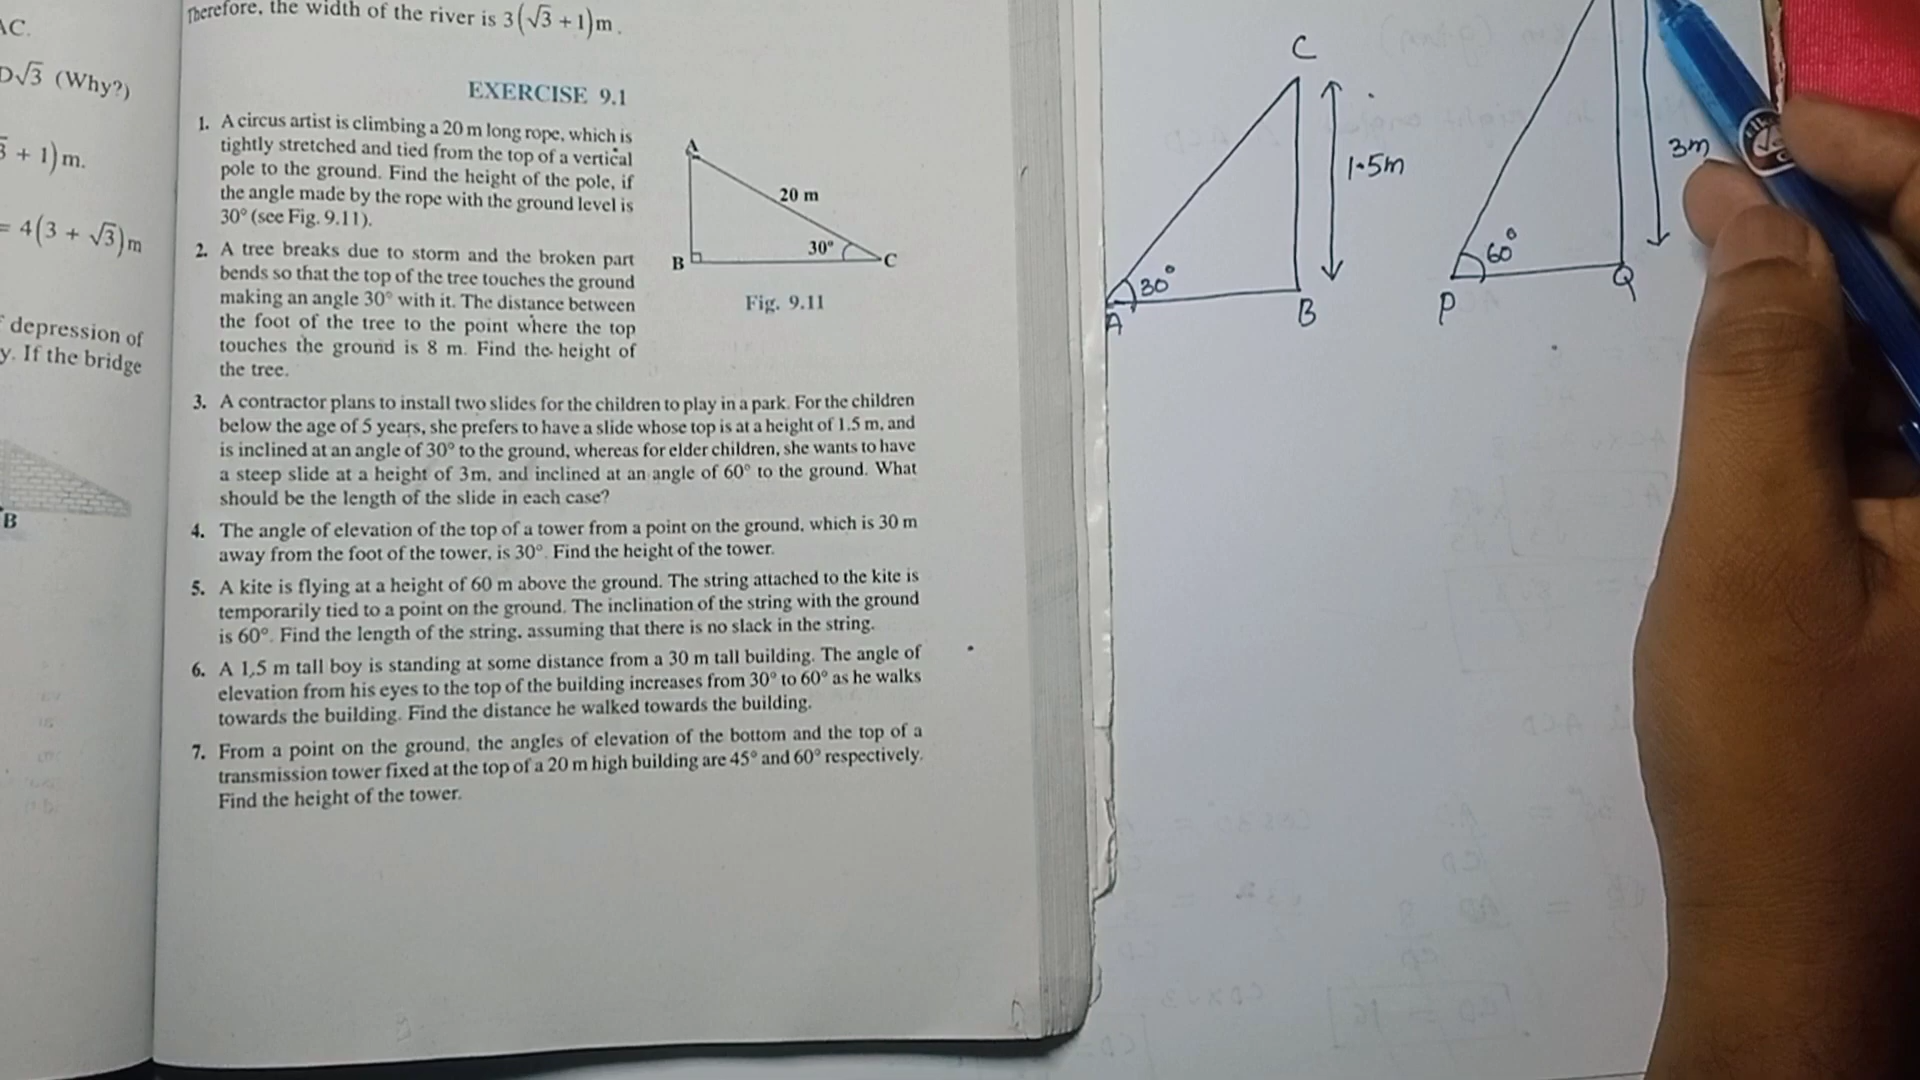 AC.
D√3 (Why?)
+ 1)m.
= 4(3 + √3)m
depression of
y. If the bridge
B
Therefore, the width of the river is 3(√3 + 1)m.
EXERCISE 9.1
1. A circus artist is climbing a 20 m long rope, which is
tightly stretched and tied from the top of a vertical
pole to the ground. Find the height of the pole, if
the angle made by the rope with the ground level is
30° (see Fig. 9.11).
2. A tree breaks due to storm and the broken part
bends so that the top of the tree touches the ground
making an angle 30° with it. The distance between
the foot of the tree to the point where the top
touches the ground is 8 m. Find the height of
the tree.
A
20 m
30°
B
C
Fig. 9.11
3. A contractor plans to install two slides for the children to play in a park. For the children
below the age of 5 years, she prefers to have a slide whose top is at a height of 1.5 m, and
is inclined at an angle of 30° to the ground, whereas for elder children, she wants to have
a steep slide at a height of 3m, and inclined at an angle of 60° to the ground. What
should be the length of the slide in each case?
4. The angle of elevation of the top of a tower from a point on the ground, which is 30 m
away from the foot of the tower, is 30°. Find the height of the tower.
5. A kite is flying at a height of 60 m above the ground. The string attached to the kite is
temporarily tied to a point on the ground. The inclination of the string with the ground
is 60°. Find the length of the string, assuming that there is no slack in the string.
6. A 1.5 m tall boy is standing at some distance from a 30 m tall building. The angle of
elevation from his eyes to the top of the building increases from 30° to 60° as he walks
towards the building. Find the distance he walked towards the building.
7. From a point on the ground, the angles of elevation of the bottom and the top of a
transmission tower fixed at the top of a 20 m high building are 45° and 60° respectively.
Find the height of the tower.
C
1.5m
30°
A
B
3m
60°
P
Q